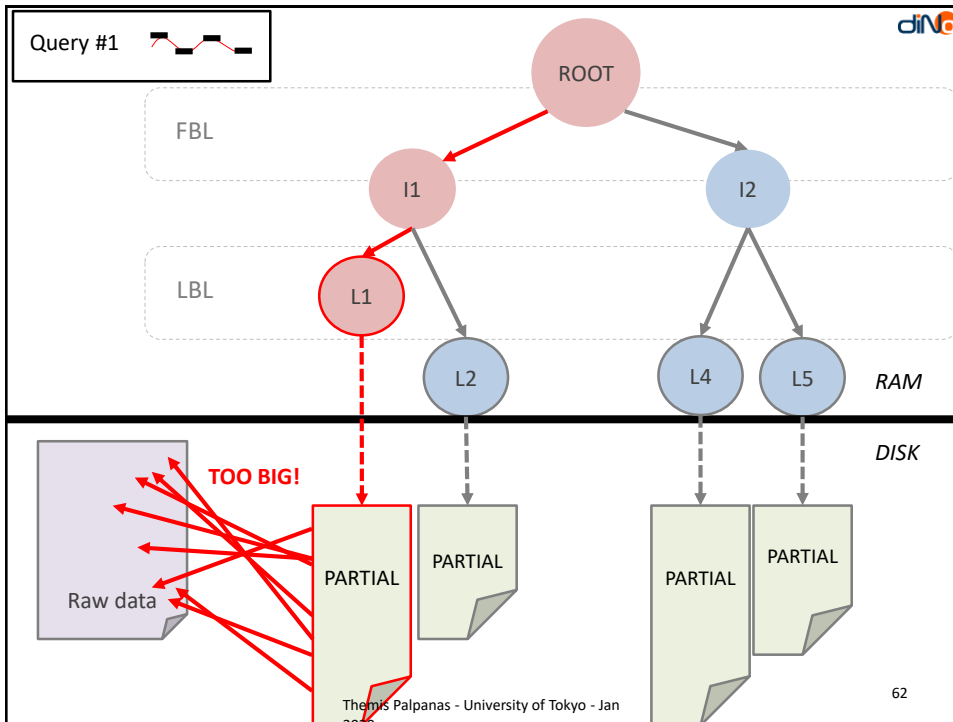 Query #1
diNo
ROOT
FBL
I1
I2
LBL
L1
L2
L4
L5
RAM
DISK
TOO BIG!
Raw data
PARTIAL
PARTIAL
PARTIAL
PARTIAL
Themis Palpanas - University of Tokyo - Jan
62